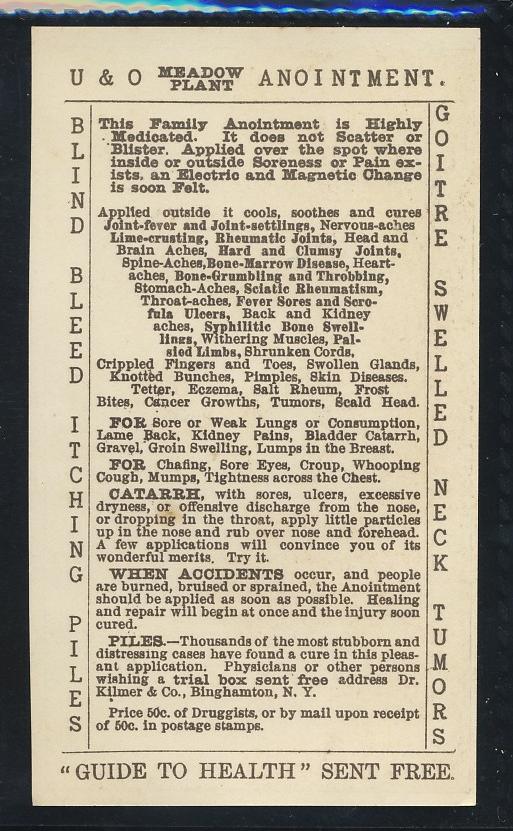 U & O MEADOW PLANT ANOINTMENT.
BLIND BLEED ITCHING PILES
This Family Anointment is Highly
Medicated. It does not Scatter or
Blister. Applied over the spot where
inside or outside Soreness or Pain ex-
ists, an Electric and Magnetic Change
is soon Felt.
Applied outside it cools, soothes and cures
Joint-fever and Joint-settlings, Nervous-aches
Lime-crusting, Rheumatic Joints, Head and
Brain Aches, Hard and Clumsy Joints,
Spine-Aches, Bone-Marrow Disease, Heart-
aches, Bone-Grumbling and Throbbing,
Stomach-Aches, Sciatic Rheumatism,
Throat-aches, Fever Sores and Scro-
fula Ulcers, Back and Kidney
aches, Syphilitic Bone Swell-
lings, Withering Muscles, Pal-
sied Limbs, Shrunken Cords,
Crippled Fingers and Toes, Swollen Glands,
Knotted Bunches, Pimples, Skin Diseases.
Tetter, Eczema, Salt Rheum, Frost
Bites, Cancer Growths, Tumors, Scald Head.
FOR Sore or Weak Lungs or Consumption,
Lame Back, Kidney Pains, Bladder Catarrh,
Gravel, Groin Swelling, Lumps in the Breast.
FOR Chafing, Sore Eyes, Croup, Whooping
Cough, Mumps, Tightness across the Chest.
CATARRH, with sores, ulcers, excessive
dryness, or offensive discharge from the nose,
or dropping in the throat, apply little particles
up in the nose and rub over nose and forehead.
A few applications will convince you of its
wonderful merits. Try it.
WHEN ACCIDENTS occur, and people
are burned, bruised or sprained, the Anointment
should be applied as soon as possible. Healing
and repair will begin at once and the injury soon
cured.
PILES.—Thousands of the most stubborn and
distressing cases have found a cure in this pleas-
ant application. Physicians or other persons
wishing a trial box sent free address Dr.
Kilmer & Co., Binghamton, N. Y.
Price 50c. of Druggists, or by mail upon receipt
of 50c. in postage stamps.
GOITRE SWELLED NECK TUMORS
"GUIDE TO HEALTH" SENT FREE.